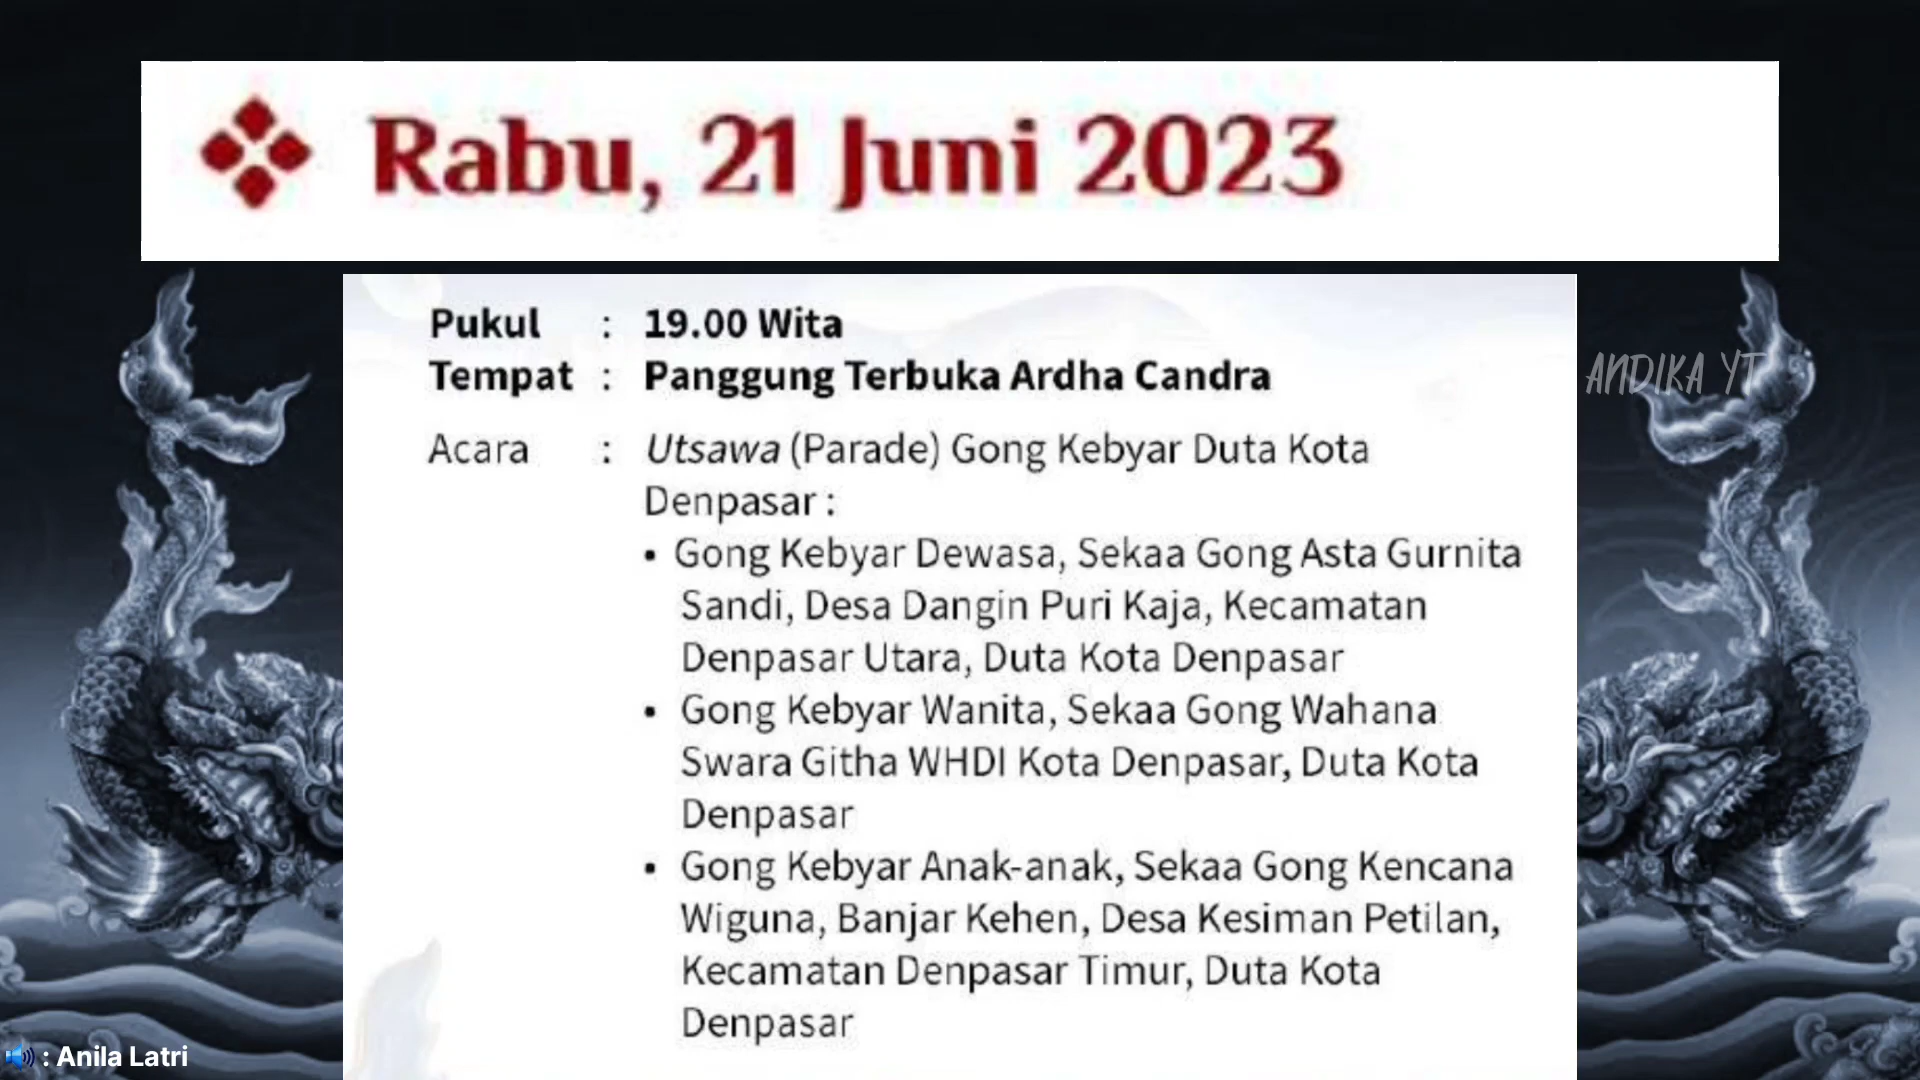 Rabu, 21 Juni 2023
Pukul : 19.00 Wita
Tempat : Panggung Terbuka Ardha Candra
ANDIKA YT
Acara : Utsawa (Parade) Gong Kebyar Duta Kota
Denpasar :
• Gong Kebyar Dewasa, Sekaa Gong Asta Gurnita
Sandi, Desa Dangin Puri Kaja, Kecamatan
Denpasar Utara, Duta Kota Denpasar
• Gong Kebyar Wanita, Sekaa Gong Wahana
Swara Githa WHDI Kota Denpasar, Duta Kota
Denpasar
• Gong Kebyar Anak-anak, Sekaa Gong Kencana
Wiguna, Banjar Kehen, Desa Kesiman Petilan,
Kecamatan Denpasar Timur, Duta Kota
Denpasar
: Anila Latri